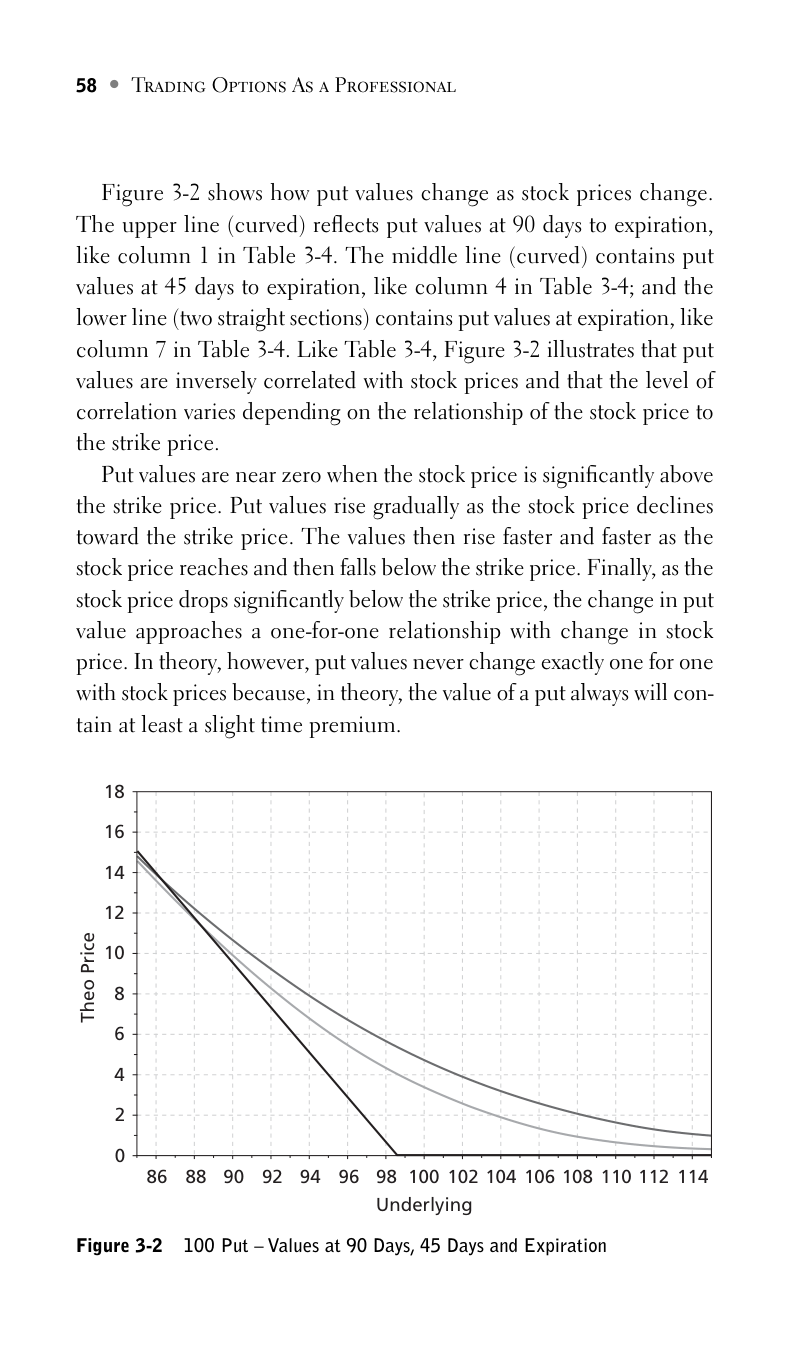 58 • Trading Options As a Professional
Figure 3-2 shows how put values change as stock prices change.
The upper line (curved) reflects put values at 90 days to expiration,
like column 1 in Table 3-4. The middle line (curved) contains put
values at 45 days to expiration, like column 4 in Table 3-4; and the
lower line (two straight sections) contains put values at expiration, like
column 7 in Table 3-4. Like Table 3-4, Figure 3-2 illustrates that put
values are inversely correlated with stock prices and that the level of
correlation varies depending on the relationship of the stock price to
the strike price.
Put values are near zero when the stock price is significantly above
the strike price. Put values rise gradually as the stock price declines
toward the strike price. The values then rise faster and faster as the
stock price reaches and then falls below the strike price. Finally, as the
stock price drops significantly below the strike price, the change in put
value approaches a one-for-one relationship with change in stock
price. In theory, however, put values never change exactly one for one
with stock prices because, in theory, the value of a put always will con-
tain at least a slight time premium.
18
16
14
12
10
8
6
4
2
0
Theo Price
86 88 90 92 94 96 98 100 102 104 106 108 110 112 114
Underlying
Figure 3-2 100 Put – Values at 90 Days, 45 Days and Expiration